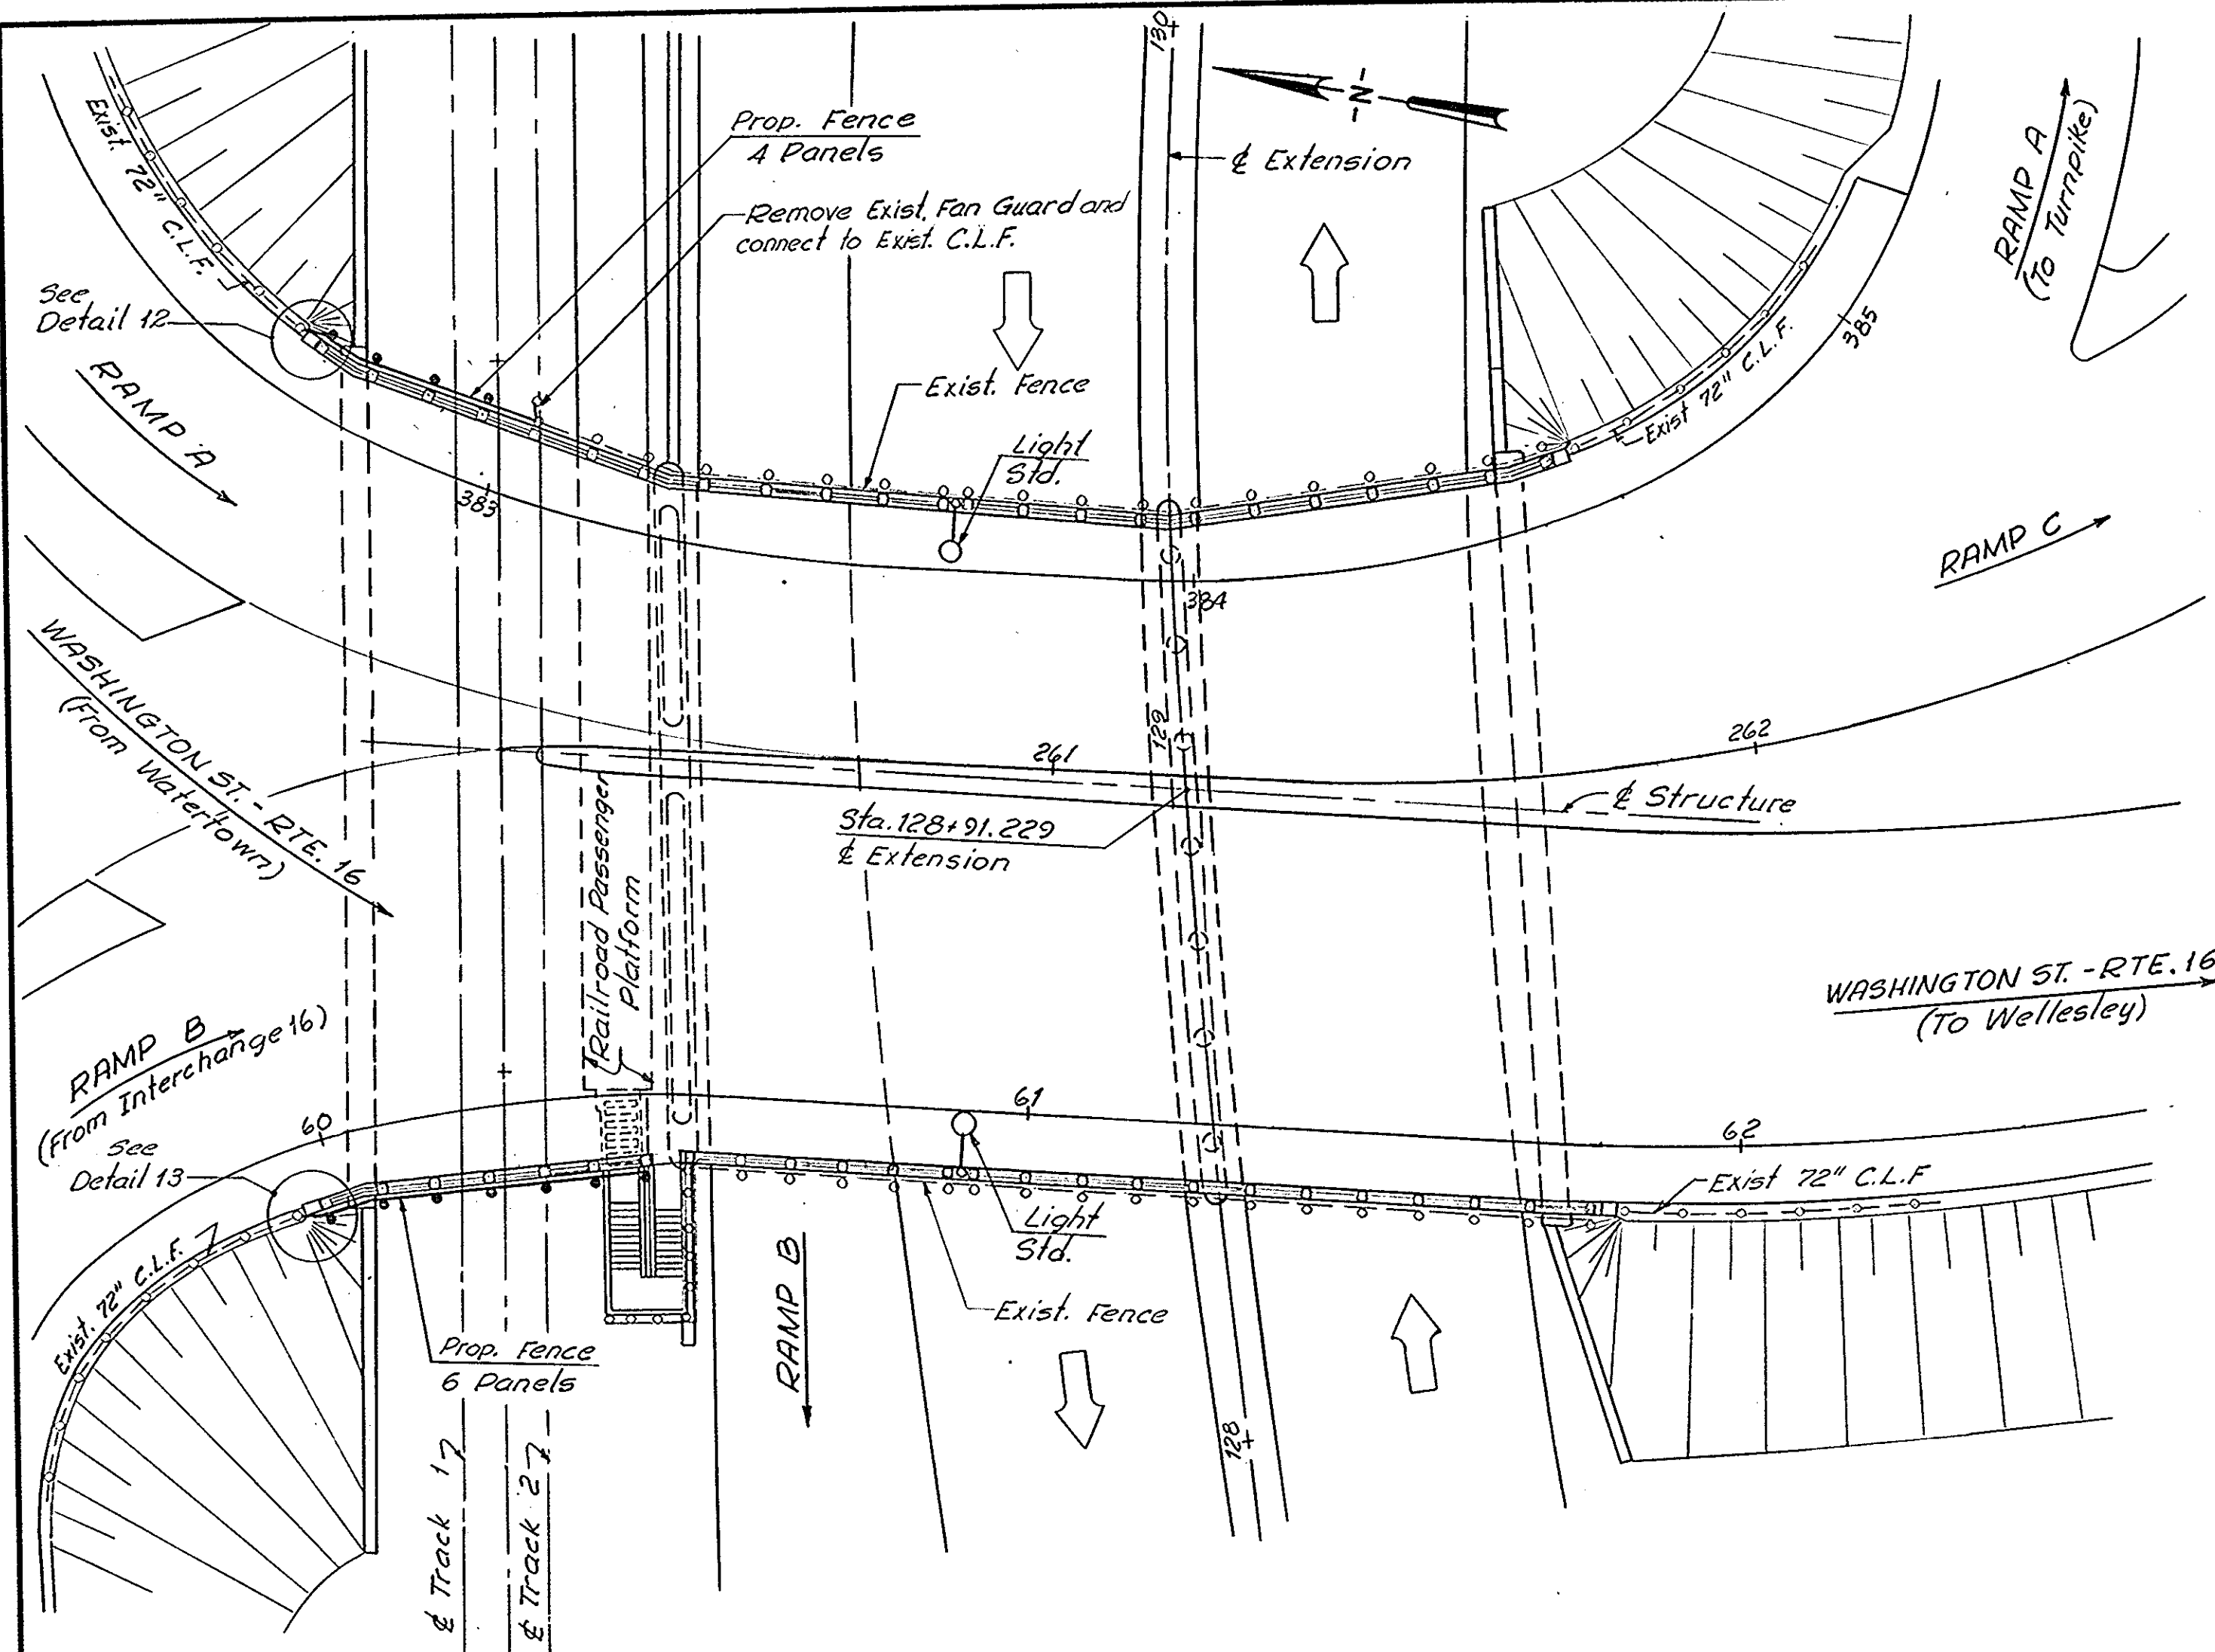 130
Prop. Fence
4 Panels
Remove Exist. Fan Guard and
connect to Exist. C.L.F.
℄ Extension
N
RAMP A
(To Turnpike)
Exist. 72" C.L.F.
See
Detail 12
RAMP A
383
Exist. Fence
Light
Std.
Exist 72" C.L.F.
385
RAMP C
384
WASHINGTON ST. - RTE. 16
(From Watertown)
129
261
262
℄ Structure
Sta. 128+91.229
℄ Extension
Railroad Passenger
Platform
WASHINGTON ST. - RTE. 16
(To Wellesley)
RAMP B
(From Interchange 16)
60
61
62
See
Detail 13
Exist 72" C.L.F
Light
Std.
Exist. 72" C.L.F.
Prop. Fence
6 Panels
RAMP B
Exist. Fence
128
℄ Track 1
℄ Track 2